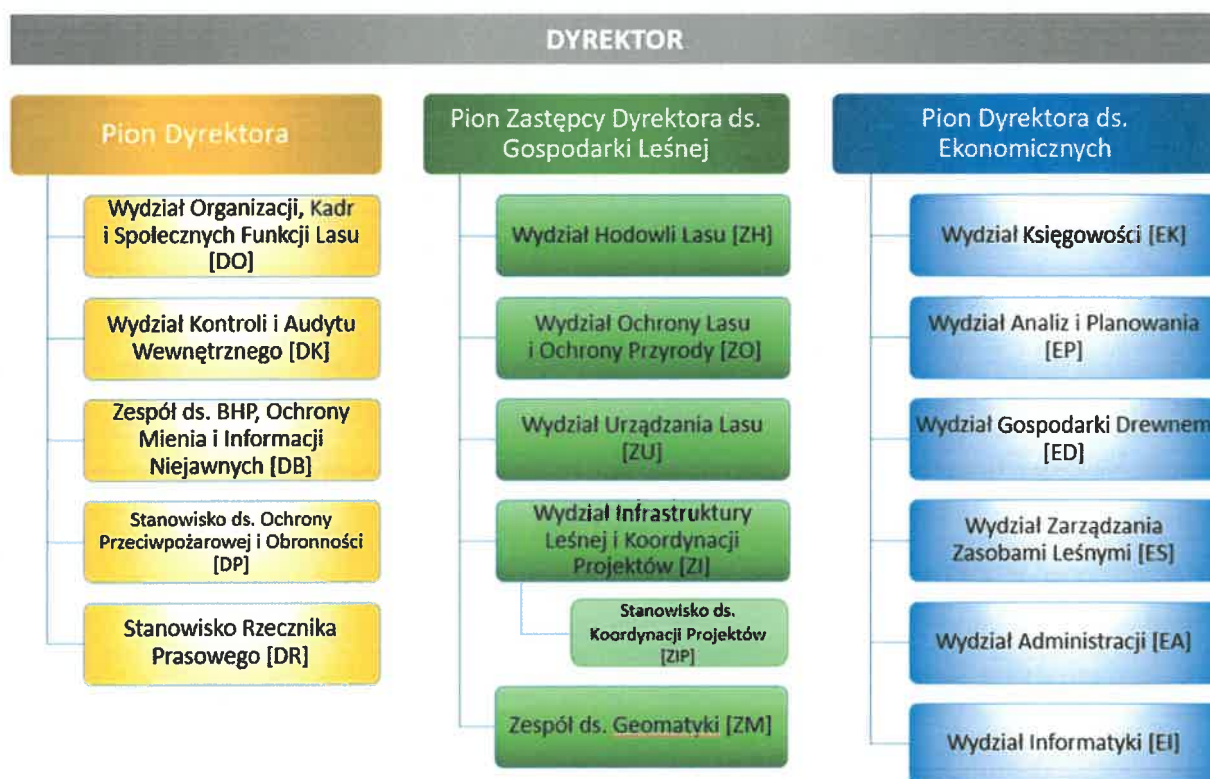 DYREKTOR
Pion Dyrektora
Wydział Organizacji, Kadr
i Społecznych Funkcji Lasu
[DO]
Wydział Kontroli i Audytu
Wewnętrznego [DK]
Zespół ds. BHP, Ochrony
Mienia i Informacji
Niejawnych [DB]
Stanowisko ds. Ochrony
Przeciwpożarowej i Obronności
[DP]
Stanowisko Rzecznika
Prasowego [DR]
Pion Zastępcy Dyrektora ds.
Gospodarki Leśnej
Wydział Hodowli Lasu [ZH]
Wydział Ochrony Lasu
i Ochrony Przyrody [ZO]
Wydział Urządzania Lasu
[ZU]
Wydział Infrastruktury
Leśnej i Koordynacji
Projektów [ZI]
Stanowisko ds.
Koordynacji Projektów
[ZIP]
Zespół ds. Geomatyki [ZM]
Pion Dyrektora ds.
Ekonomicznych
Wydział Księgowości [EK]
Wydział Analiz i Planowania
[EP]
Wydział Gospodarki Drewnem
[ED]
Wydział Zarządzania
Zasobami Leśnymi [ES]
Wydział Administracji [EA]
Wydział Informatyki [EI]